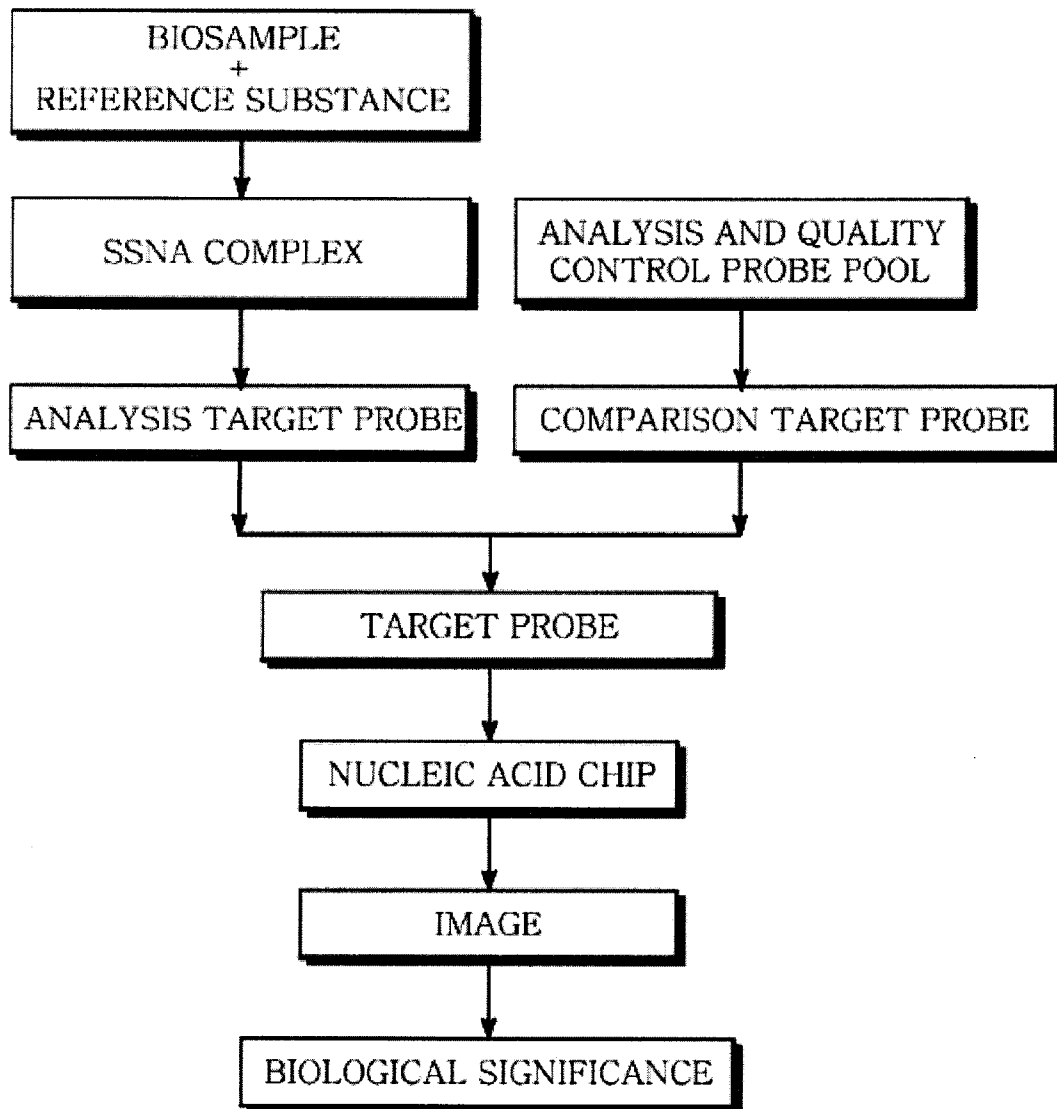 BIOSAMPLE
+
REFERENCE SUBSTANCE
SSNA COMPLEX
ANALYSIS AND QUALITY
CONTROL PROBE POOL
ANALYSIS TARGET PROBE
COMPARISON TARGET PROBE
TARGET PROBE
NUCLEIC ACID CHIP
IMAGE
BIOLOGICAL SIGNIFICANCE